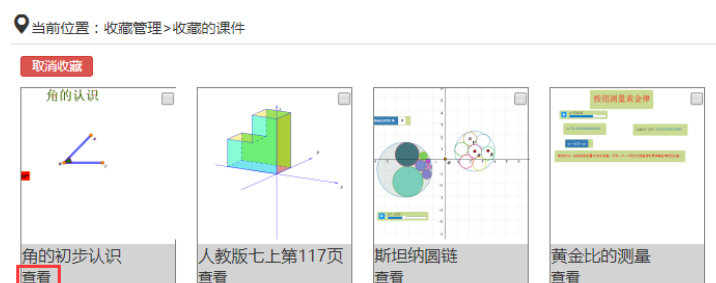 当前位置：收藏管理>收藏的课件
取消收藏
角的认识
按钮测量黄金律
角的初步认识
人教版七上第117页
斯坦纳圆链
黄金比的测量
查看
查看
查看
查看